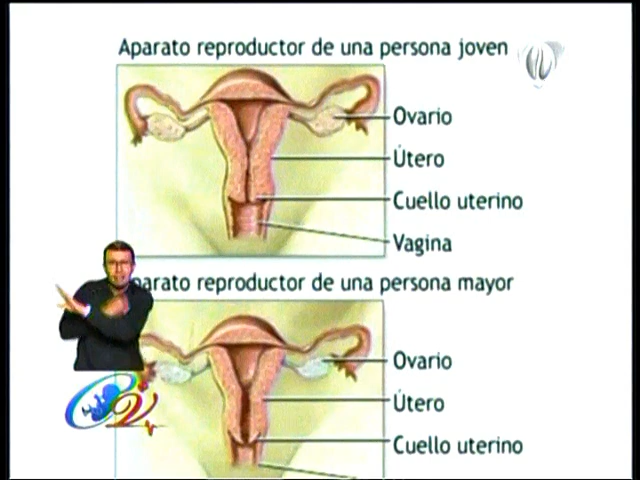 Aparato reproductor de una persona joven
Ovario
Útero
Cuello uterino
Vagina
Aparato reproductor de una persona mayor
Ovario
Útero
Cuello uterino